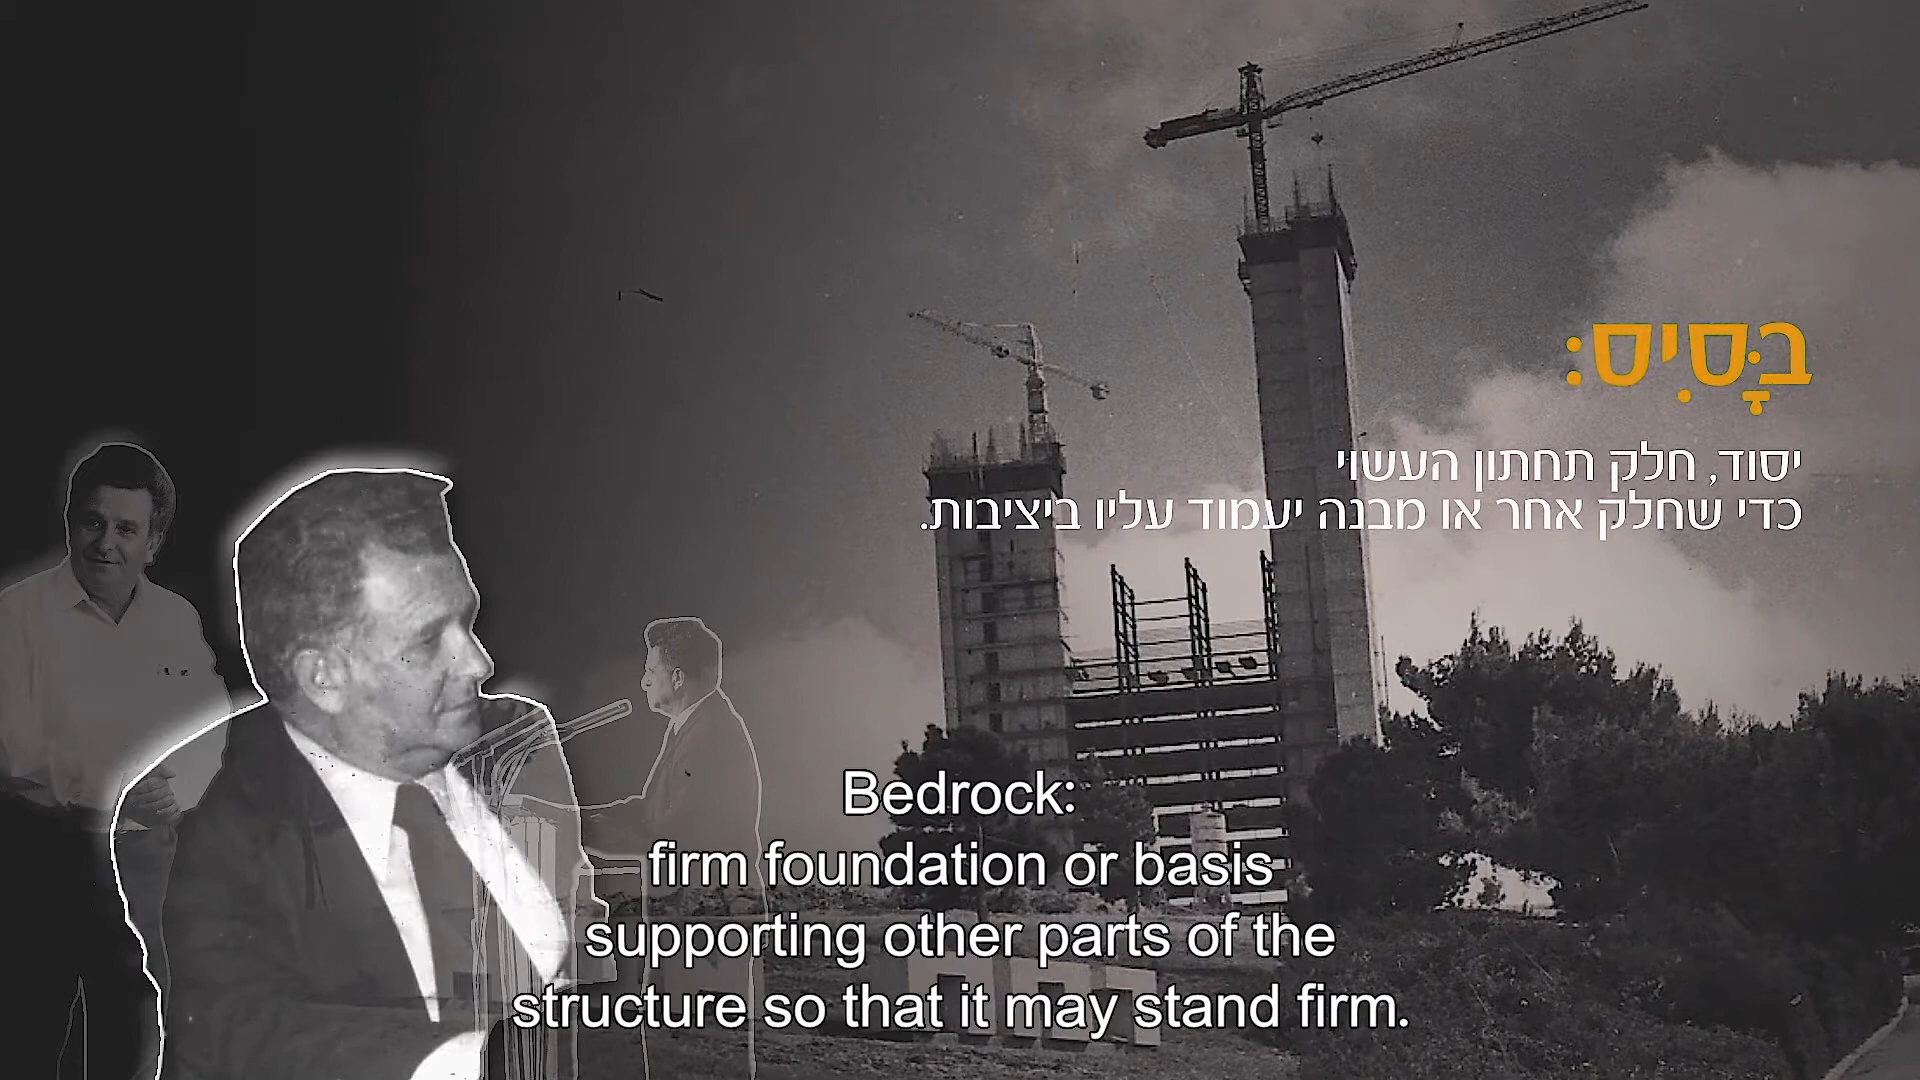 בָּסִיס:
יסוד, חלק תחתון העשוי
כדי שחלק אחר או מבנה יעמוד עליו ביציבות.
Bedrock:
firm foundation or basis
supporting other parts of the
structure so that it may stand firm.